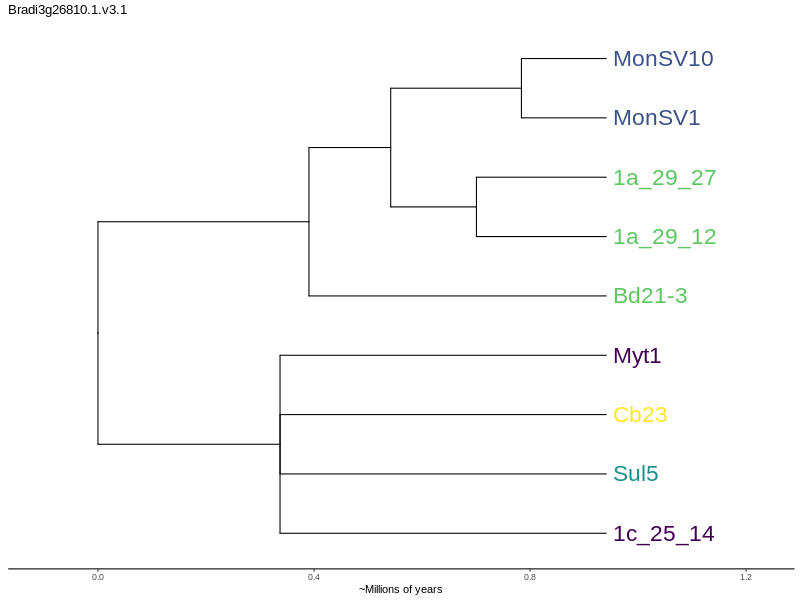 Bradi3g26810.1.v3.1
MonSV10
MonSV1
1a_29_27
1a_29_12
Bd21-3
Myt1
Cb23
Sul5
1c_25_14
0.0 0.4 0.8 1.2
~Millions of years